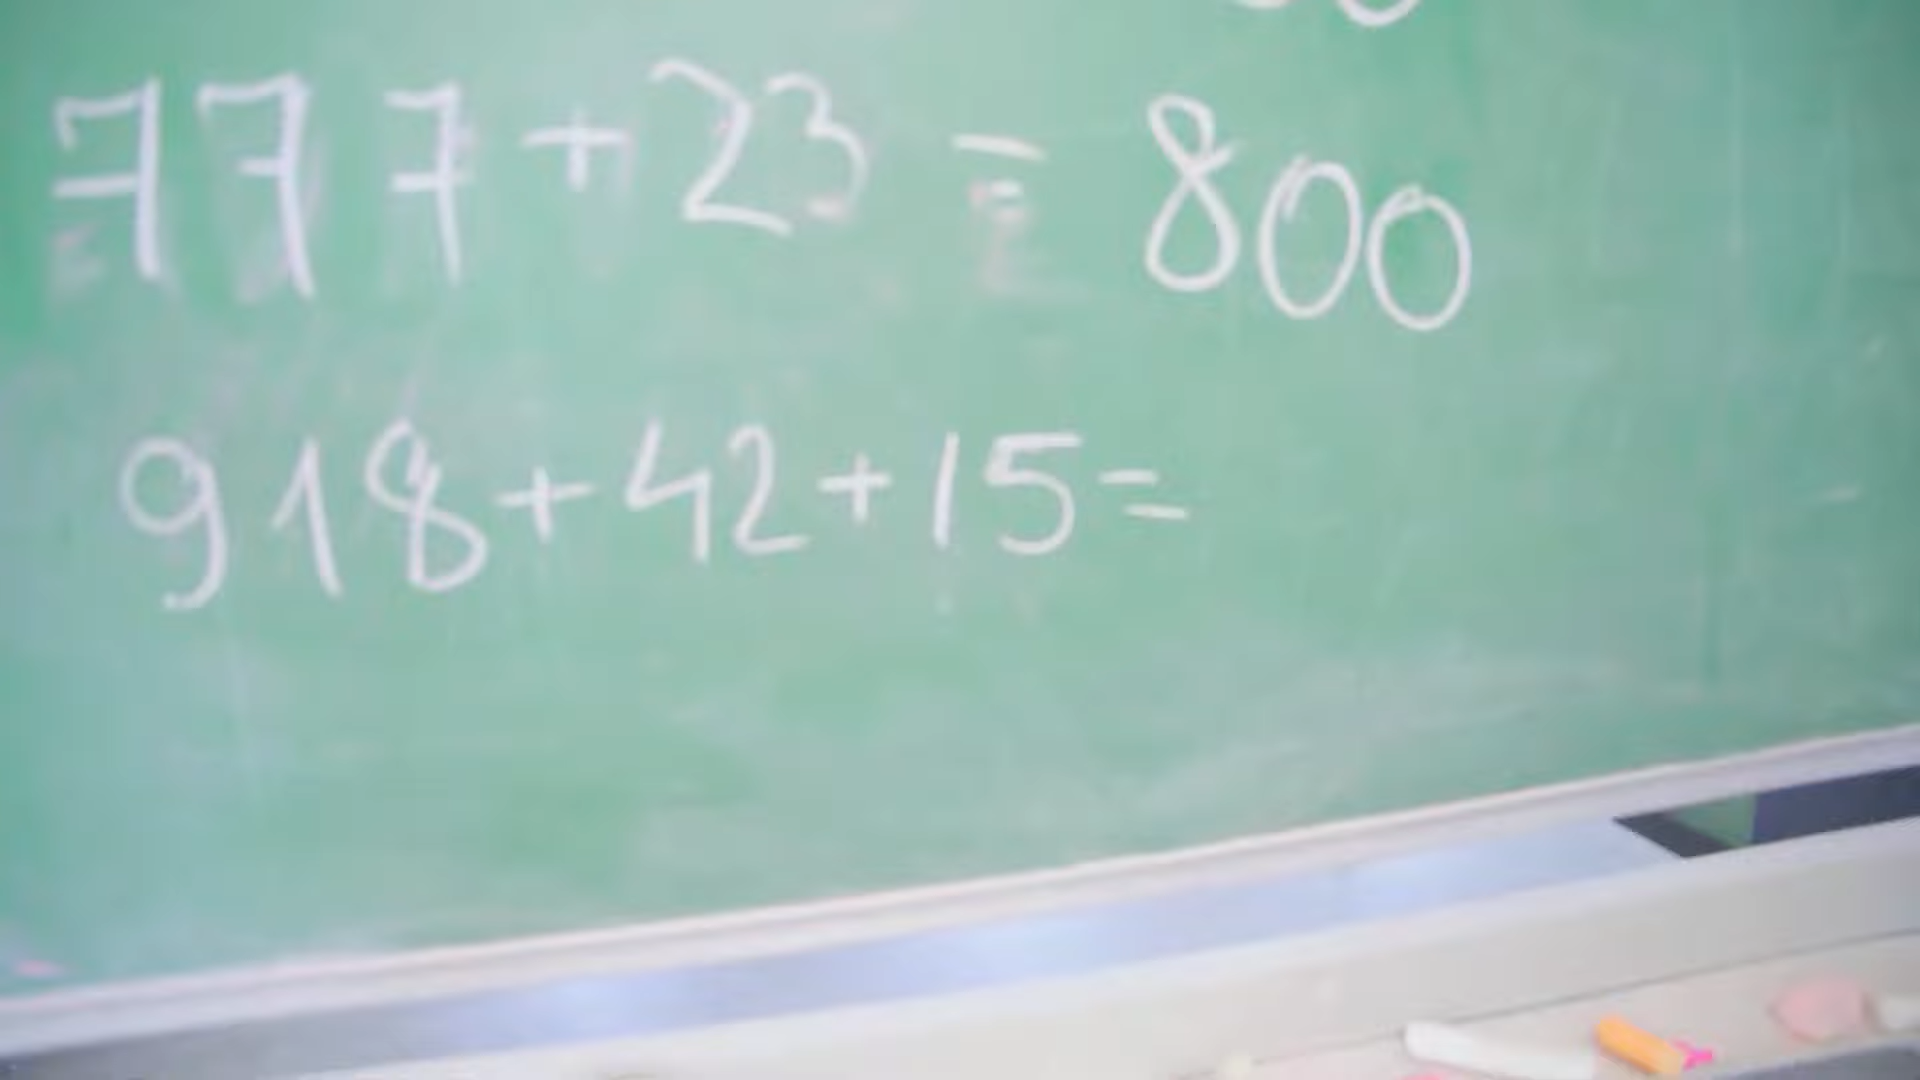 777 + 23 = 800
918 + 42 + 15 =